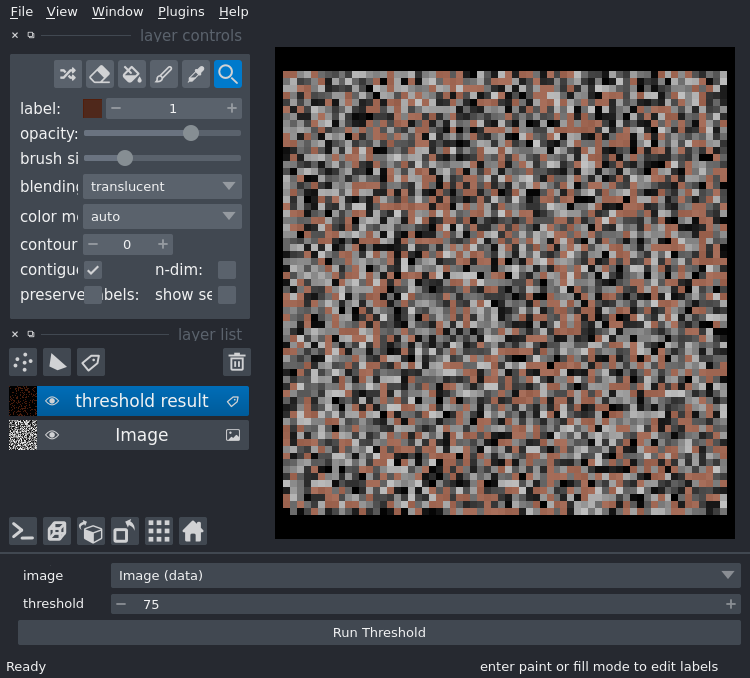 File View Window Plugins Help
layer controls
label: 1
opacity:
brush si
blending translucent
color m auto
contour 0
contigu n-dim:
preserve abels: show se
layer list
threshold result
Image
image Image (data)
threshold 75
Run Threshold
Ready enter paint or fill mode to edit labels